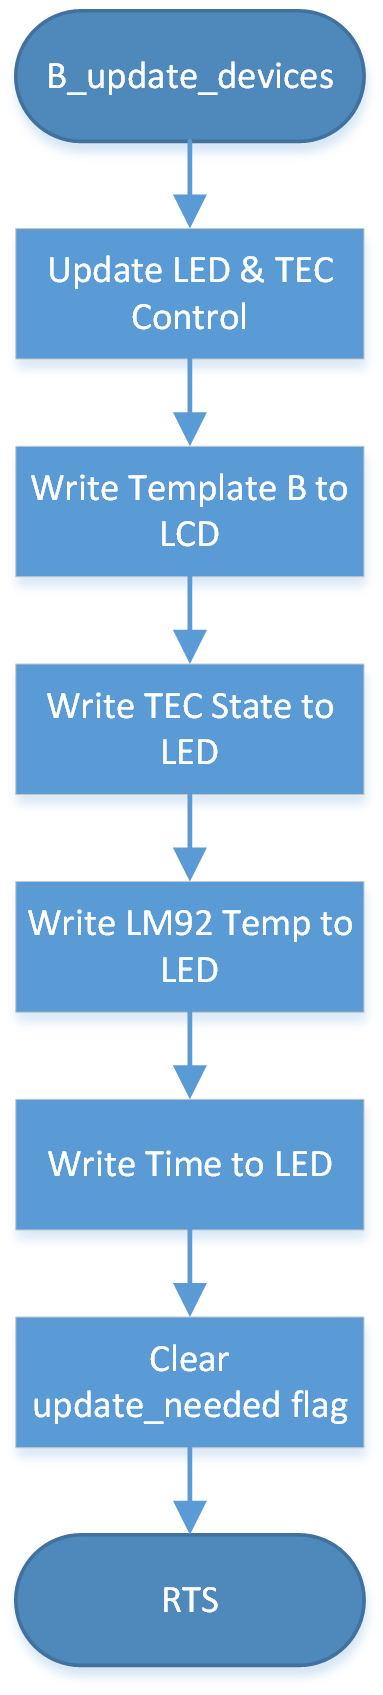 B_update_devices
Update LED & TEC
Control
Write Template B to
LCD
Write TEC State to
LED
Write LM92 Temp to
LED
Write Time to LED
Clear
update_needed flag
RTS